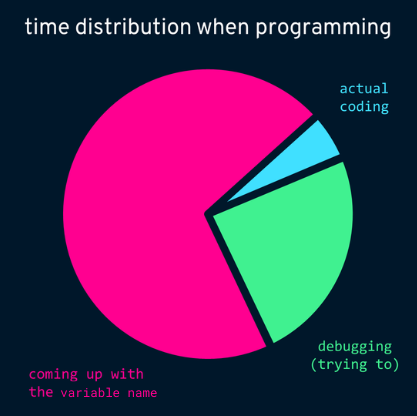 time distribution when programming
actual
coding
debugging
(trying to)
coming up with
the variable name